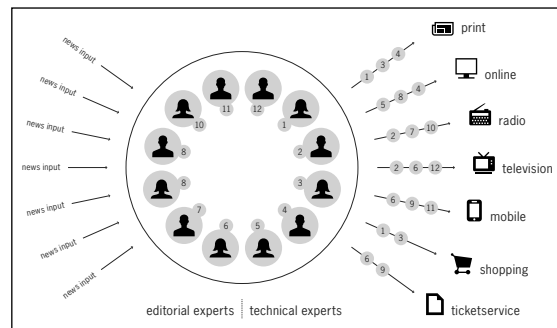 news input
news input
news input
news input
news input
news input
news input
11
12
10
1
8
2
8
3
7
4
6
5
1 3 4
print
5 8 4
online
2 7 10
radio
2 6 12
television
6 9 11
mobile
1 3
shopping
6 9
ticketservice
editorial experts
technical experts